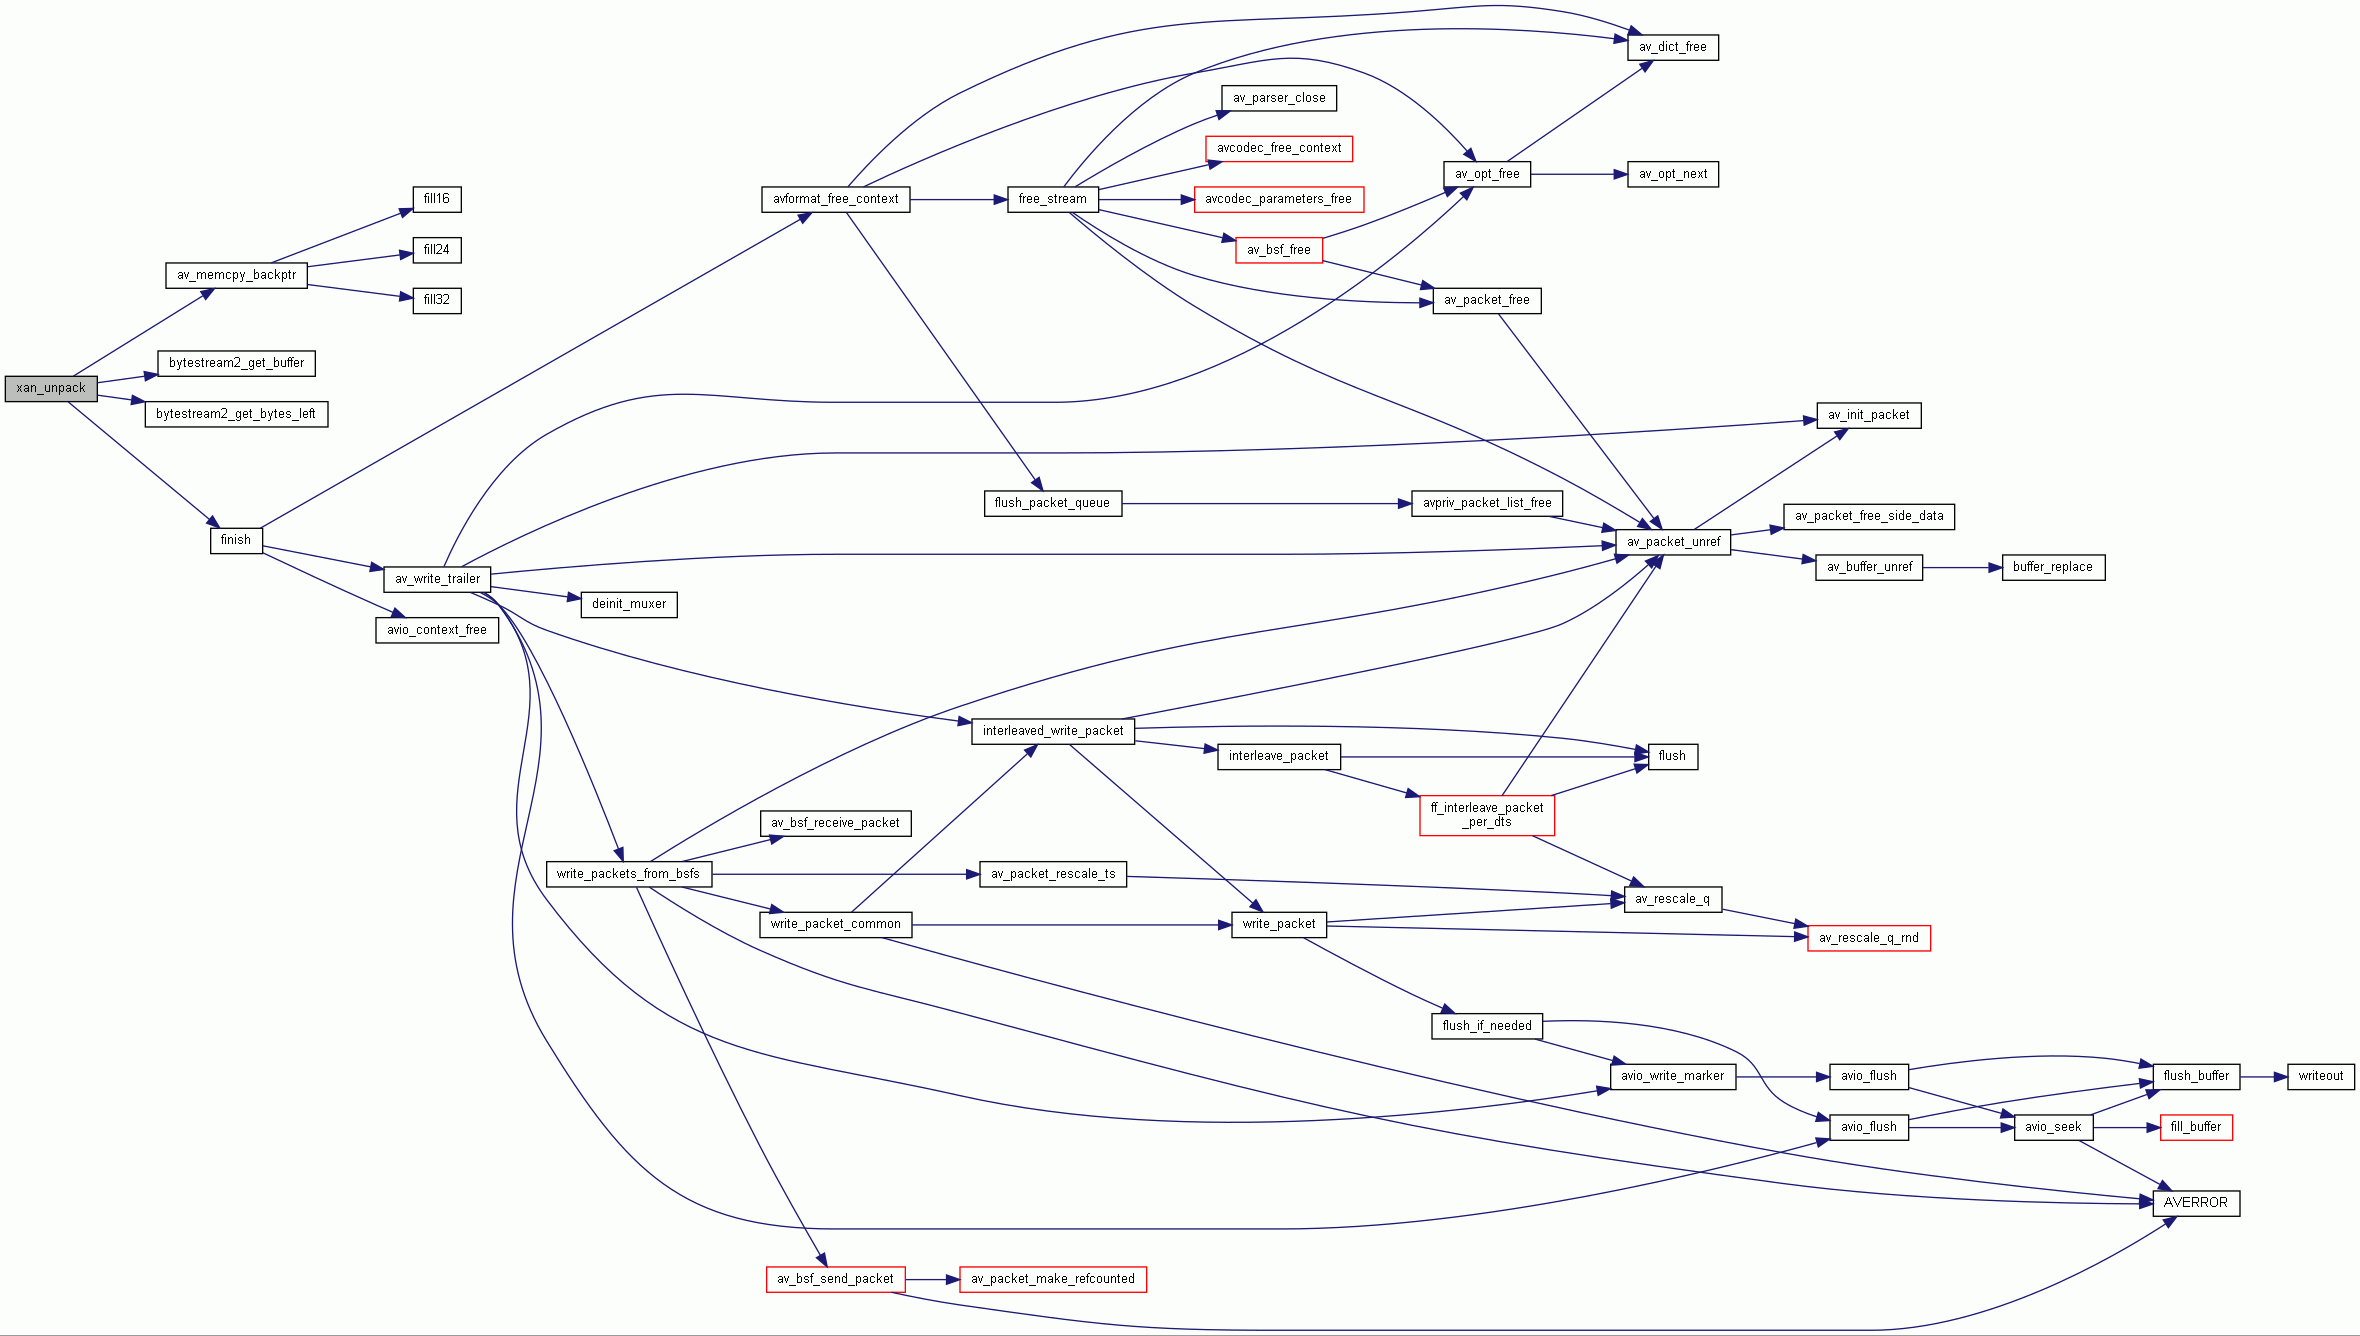 xan_unpack
av_memcpy_backptr
fill16
fill24
fill32
bytestream2_get_buffer
bytestream2_get_bytes_left
finish
avformat_free_context
av_write_trailer
avio_context_free
deinit_muxer
free_stream
flush_packet_queue
av_dict_free
av_parser_close
avcodec_free_context
avcodec_parameters_free
av_bsf_free
av_opt_free
av_opt_next
av_packet_free
avpriv_packet_list_free
av_packet_unref
av_init_packet
av_packet_free_side_data
av_buffer_unref
buffer_replace
interleaved_write_packet
interleave_packet
flush
ff_interleave_packet
_per_dts
write_packets_from_bsfs
av_bsf_receive_packet
av_packet_rescale_ts
write_packet_common
write_packet
av_rescale_q
av_rescale_q_rnd
flush_if_needed
avio_write_marker
avio_flush
avio_flush
avio_seek
flush_buffer
writeout
fill_buffer
AVERROR
av_bsf_send_packet
av_packet_make_refcounted